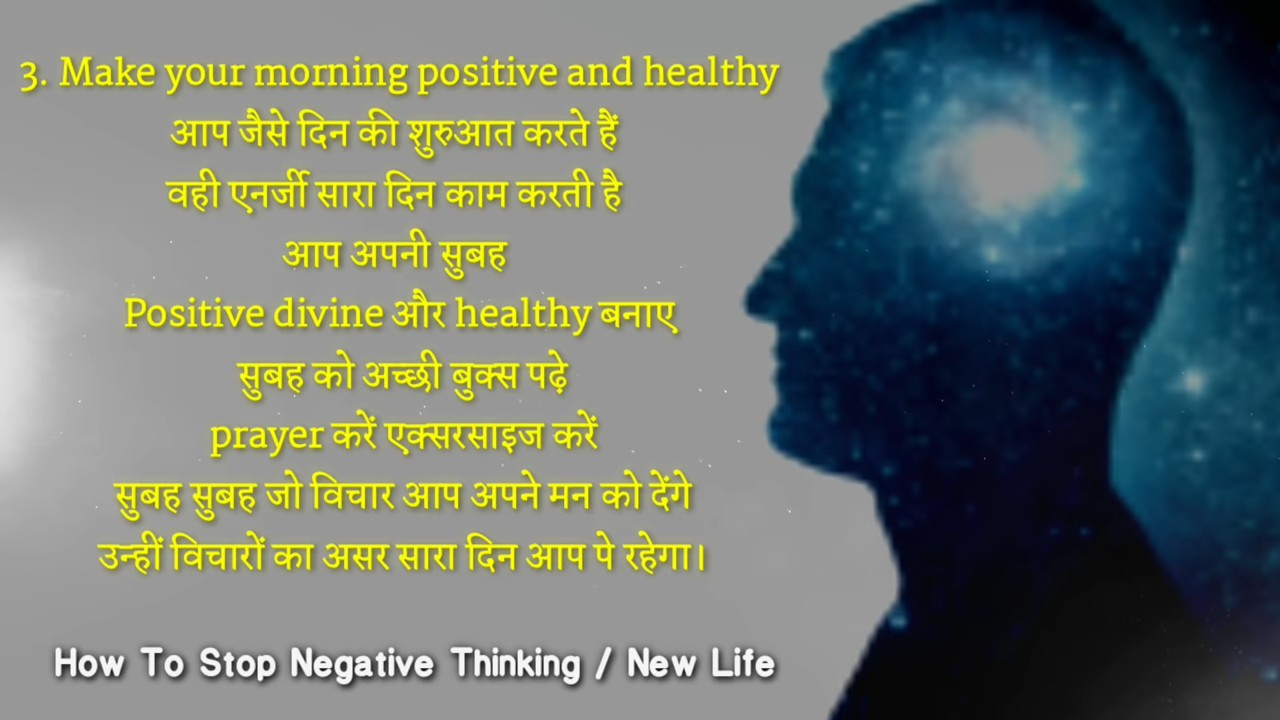 3. Make your morning positive and healthy
आप जैसे दिन की शुरुआत करते हैं
वही एनर्जी सारा दिन काम करती है
आप अपनी सुबह
Positive divine और healthy बनाए
सुबह को अच्छी बुक्स पढ़े
prayer करें एक्सरसाइज करें
सुबह सुबह जो विचार आप अपने मन को देंगे
उन्हीं विचारों का असर सारा दिन आप पे रहेगा।
How To Stop Negative Thinking / New Life